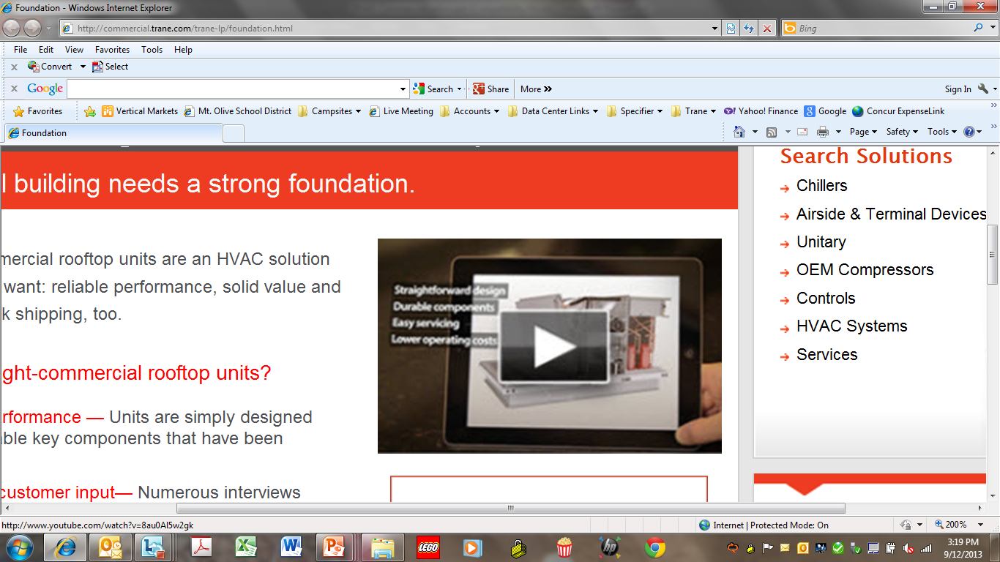 Foundation - Windows Internet Explorer
http://commercial.trane.com/trane-lp/foundation.html
Bing
File Edit View Favorites Tools Help
x Convert Select
x Google Search Share More » Sign In
Favorites Vertical Markets Mt. Olive School District Campsites Live Meeting Accounts Data Center Links Specifier Trane Yahoo! Finance Google Concur ExpenseLink »
Foundation
Page Safety Tools »
l building needs a strong foundation.
mercial rooftop units are an HVAC solution
want: reliable performance, solid value and
k shipping, too.
ght-commercial rooftop units?
rformance — Units are simply designed
ble key components that have been
customer input— Numerous interviews
Straightforward design
Durable components
Easy servicing
Lower operating costs
Search Solutions
Chillers
Airside & Terminal Devices
Unitary
OEM Compressors
Controls
HVAC Systems
Services
http://www.youtube.com/watch?v=8au0Al5w2gk
Internet | Protected Mode: On
200%
LEGO
hp
3:19 PM
9/12/2013